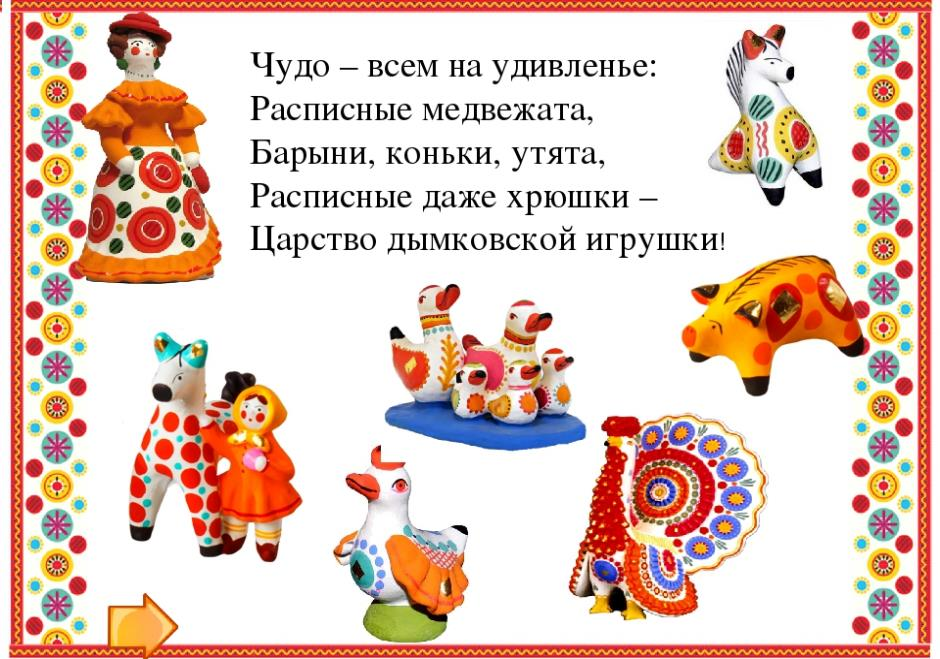 Чудо – всем на удивленье:
Расписные медвежата,
Барыни, коньки, утята,
Расписные даже хрюшки –
Царство дымковской игрушки!